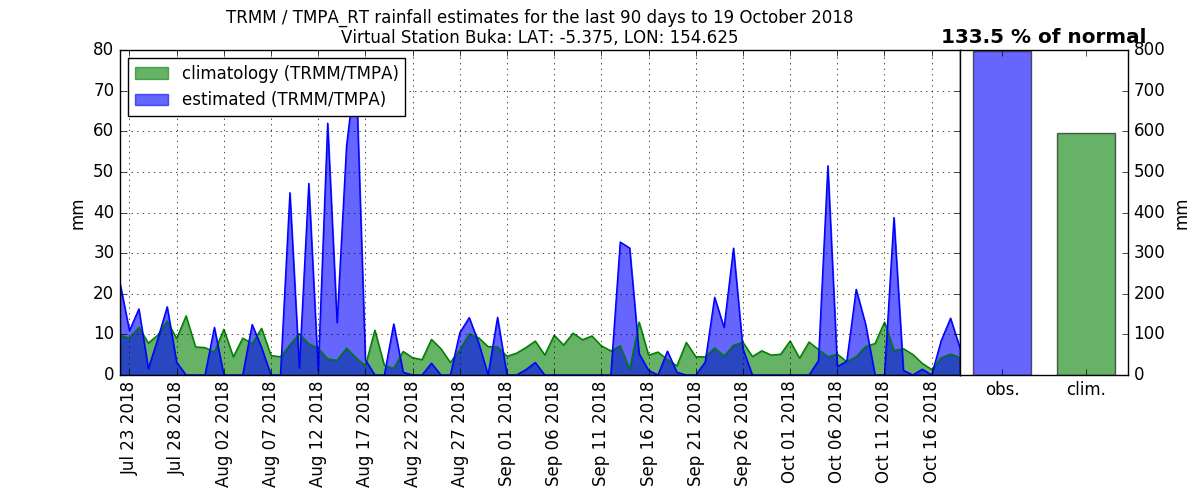 TRMM / TMPA_RT rainfall estimates for the last 90 days to 19 October 2018
Virtual Station Buka: LAT: -5.375, LON: 154.625
133.5 % of normal
climatology (TRMM/TMPA)
estimated (TRMM/TMPA)
mm
80
70
60
50
40
30
20
10
0
Jul 23 2018
Jul 28 2018
Aug 02 2018
Aug 07 2018
Aug 12 2018
Aug 17 2018
Aug 22 2018
Aug 27 2018
Sep 01 2018
Sep 06 2018
Sep 11 2018
Sep 16 2018
Sep 21 2018
Sep 26 2018
Oct 01 2018
Oct 06 2018
Oct 11 2018
Oct 16 2018
obs.
clim.
800
700
600
500
400
300
200
100
0
mm